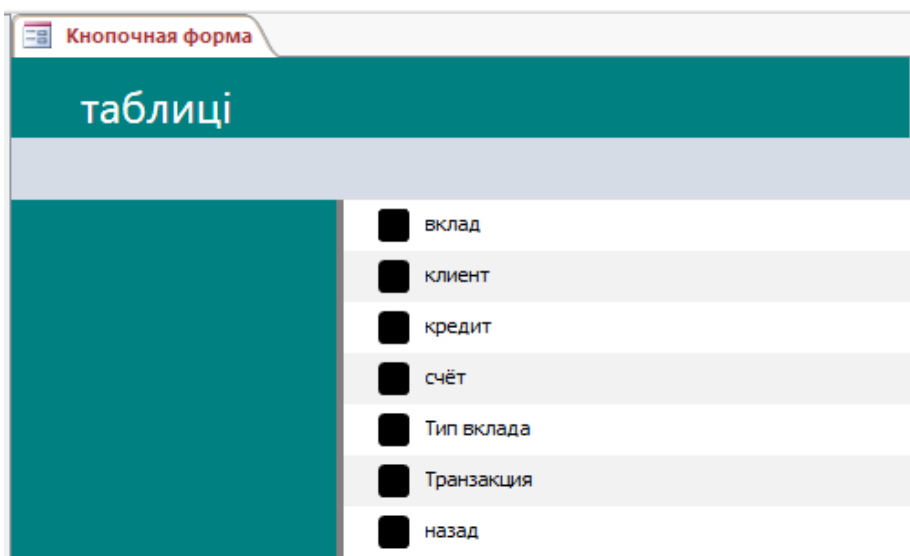 Кнопочная форма
таблиці
вклад
клиент
кредит
счёт
Тип вклада
Транзакция
назад